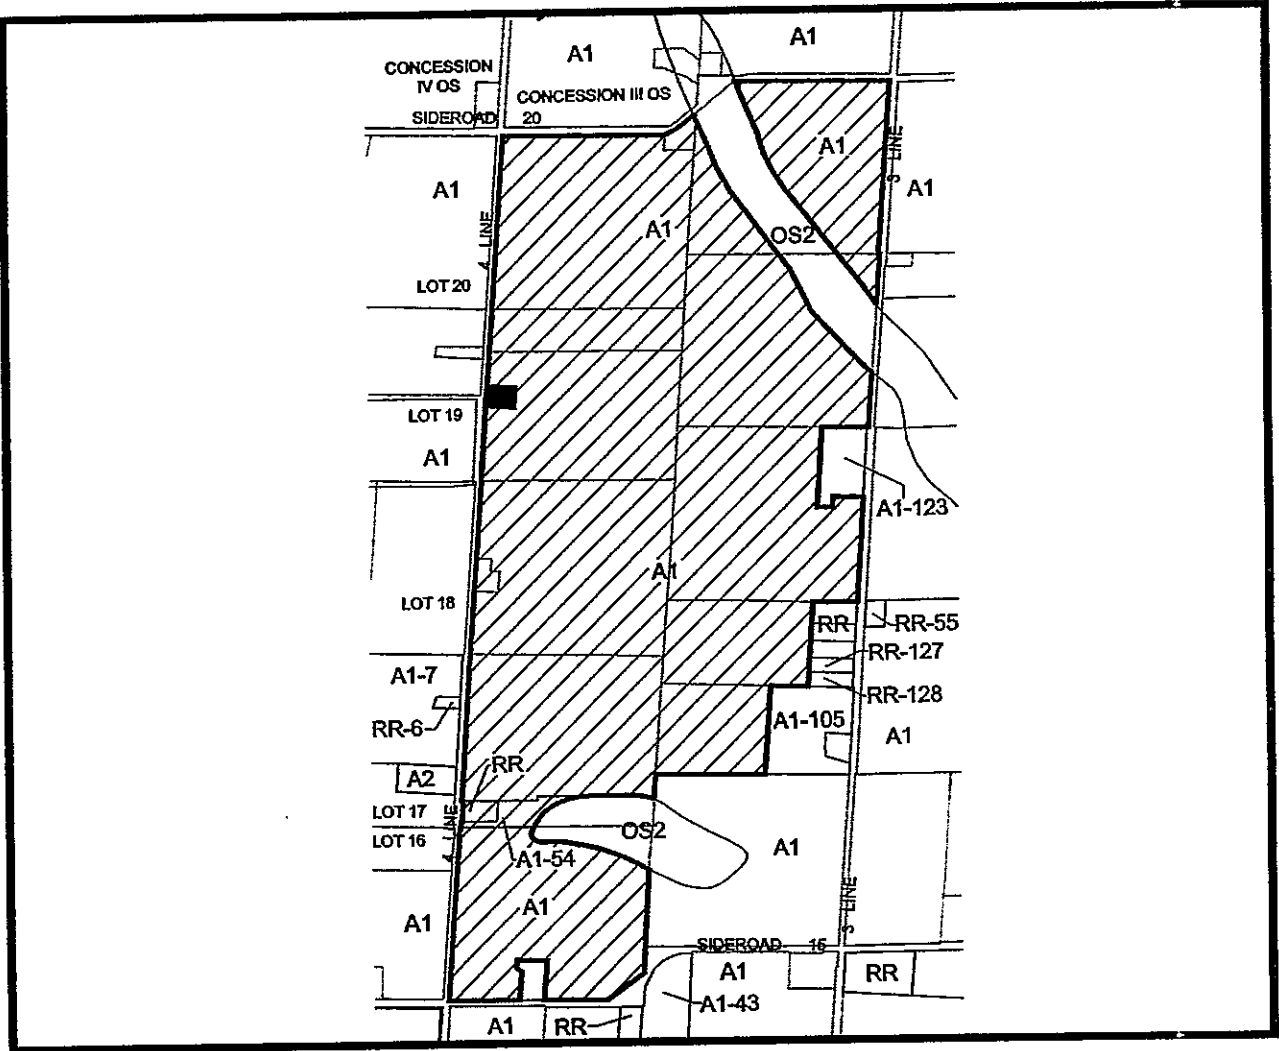 A1
A1
CONCESSION
IV OS
CONCESSION III OS
SIDEROAD 20
A1
3 LINE
A1
A1
4 LINE
A1
OS2
LOT 20
LOT 19
A1
A1-123
A1
LOT 18
RR
RR-55
RR-127
A1-7
RR-128
RR-6
A1-105
A1
RR
A2
LOT 17
4 LINE
OS2
LOT 16
A1
A1-54
A1
3 LINE
A1
SIDEROAD 15
A1
RR
A1-43
A1
RR